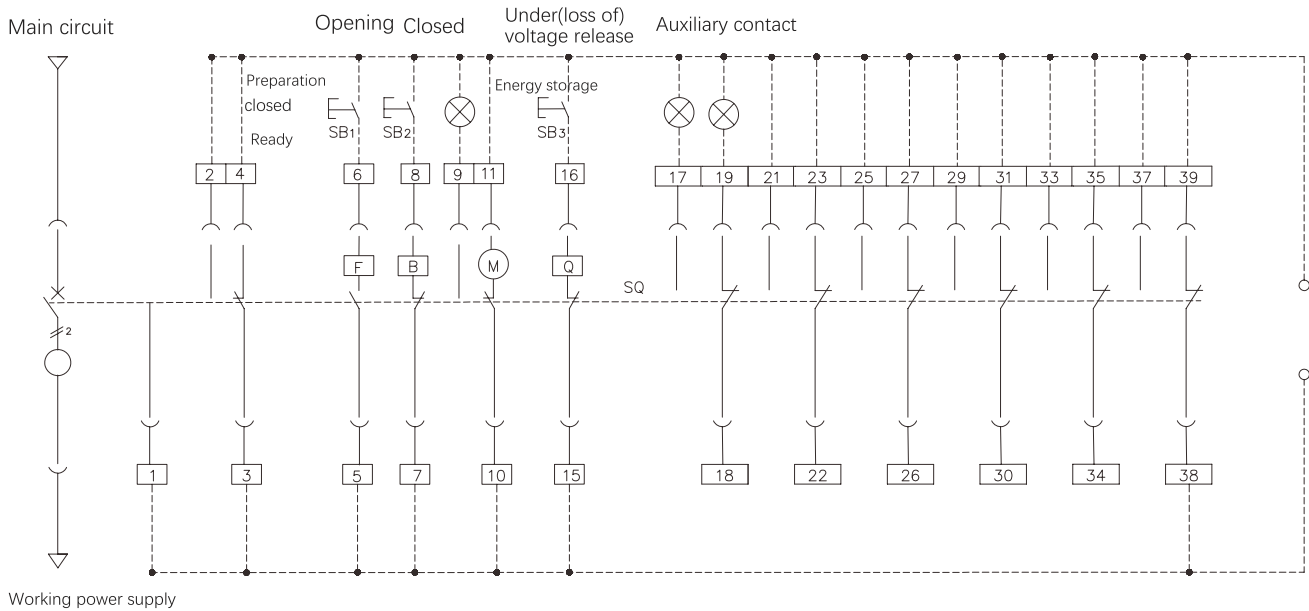 Main circuit
Opening Closed
Under(loss of)
voltage release
Auxiliary contact
Preparation
closed
Ready
Energy storage
SB1 SB2 SB3
2 4 6 8 9 11 16 17 19 21 23 25 27 29 31 33 35 37 39
F B M Q
SQ
2
1 3 5 7 10 15 18 22 26 30 34 38
Working power supply